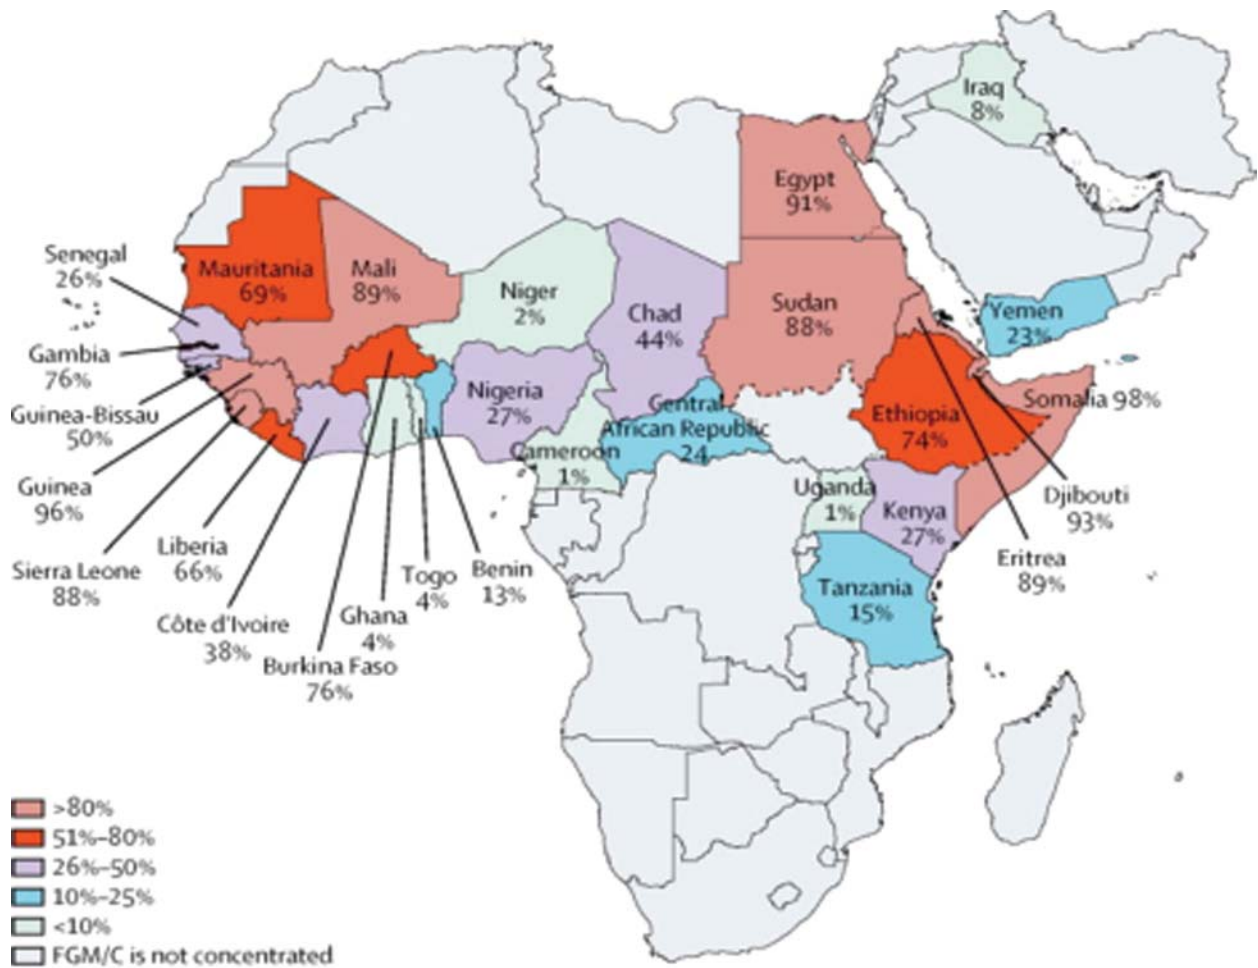 Iraq
8%
Egypt
91%
Senegal
26%
Mauritania
69%
Mali
89%
Niger
2%
Chad
44%
Sudan
88%
Yemen
23%
Gambia
76%
Guinea-Bissau
50%
Nigeria
27%
Central
African Republic
24
Ethiopia
74%
Somalia 98%
Cameroon
1%
Uganda
1%
Kenya
27%
Djibouti
93%
Guinea
96%
Eritrea
89%
Liberia
66%
Sierra Leone
88%
Togo
4%
Benin
13%
Tanzania
15%
Côte d'Ivoire
38%
Ghana
4%
Burkina Faso
76%
>80%
51%–80%
26%–50%
10%–25%
<10%
FGM/C is not concentrated